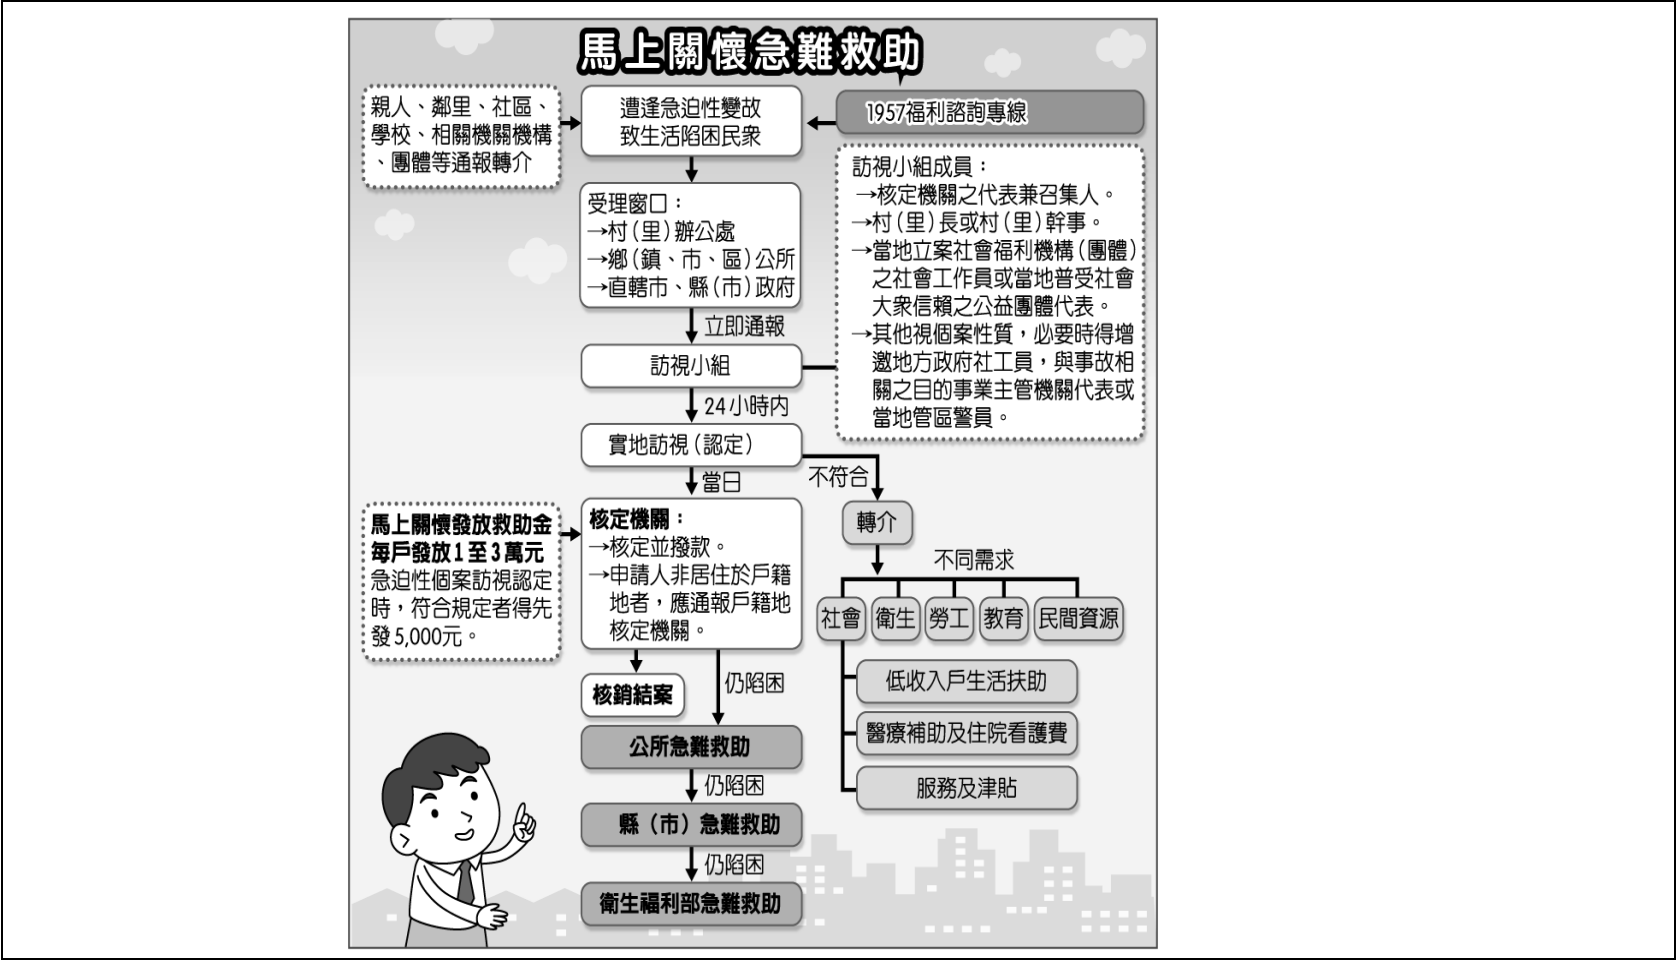 馬上關懷急難救助
親人、鄰里、社區、
學校、相關機關機構
、團體等通報轉介
遭逢急迫性變故
致生活陷困民眾
1957福利諮詢專線
受理窗口：
→村（里）辦公處
→鄉（鎮、市、區）公所
→直轄市、縣（市）政府
立即通報
訪視小組
訪視小組成員：
→核定機關之代表兼召集人。
→村（里）長或村（里）幹事。
→當地立案社會福利機構（團體）
之社會工作員或當地普受社會
大眾信賴之公益團體代表。
→其他視個案性質，必要時得增
邀地方政府社工員，與事故相
關之目的事業主管機關代表或
當地管區警員。
24小時內
實地訪視（認定）
當日
不符合
轉介
不同需求
社會
衛生
勞工
教育
民間資源
低收入戶生活扶助
醫療補助及住院看護費
服務及津貼
馬上關懷發放救助金
每戶發放1至3萬元
急迫性個案訪視認定
時，符合規定者得先
發5,000元。
核定機關：
→核定並撥款。
→申請人非居住於戶籍
地者，應通報戶籍地
核定機關。
核銷結案
仍陷困
公所急難救助
仍陷困
縣（市）急難救助
仍陷困
衛生福利部急難救助